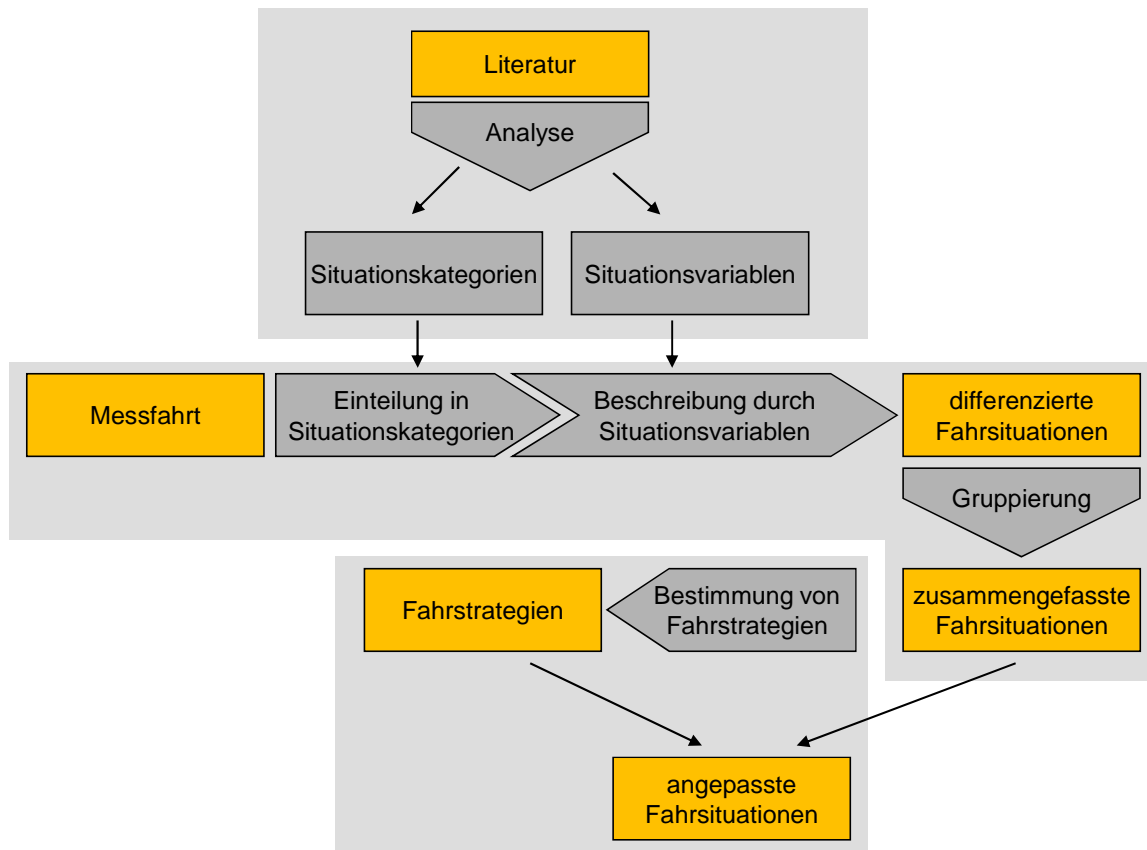 Literatur
Analyse
Situationskategorien
Situationsvariablen
Messfahrt
Einteilung in
Situationskategorien
Beschreibung durch
Situationsvariablen
differenzierte
Fahrsituationen
Gruppierung
Fahrstrategien
Bestimmung von
Fahrstrategien
zusammengefasste
Fahrsituationen
angepasste
Fahrsituationen